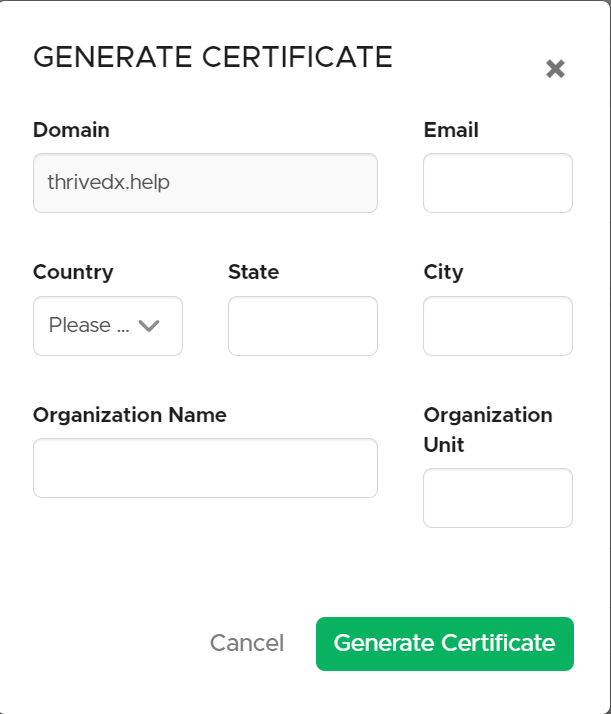 GENERATE CERTIFICATE
Domain
Email
thrivedx.help
Country
State
City
Please ...
Organization Name
Organization
Unit
Cancel
Generate Certificate